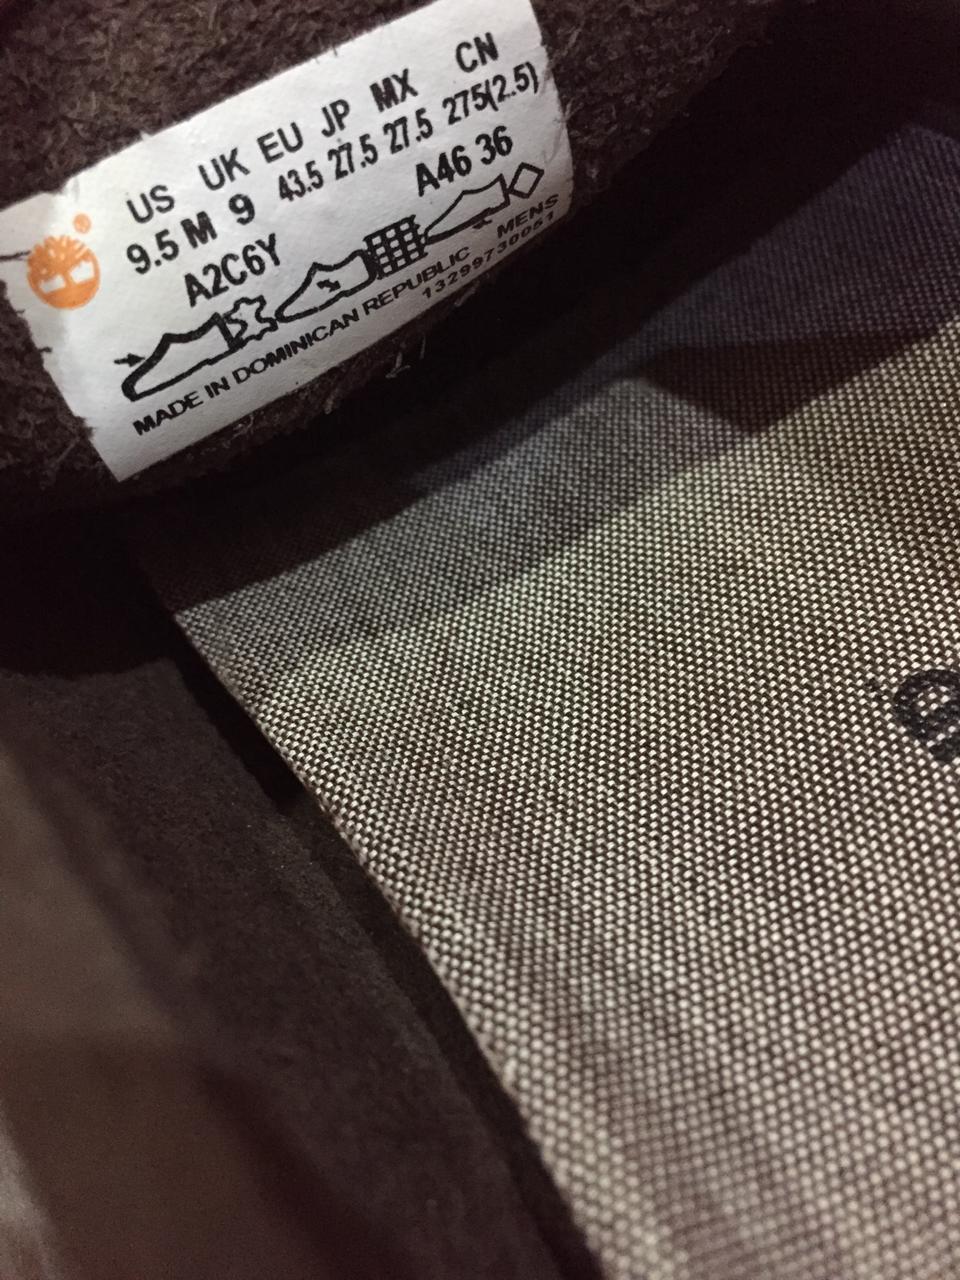 US UK EU JP MX CN
9.5 M 9 43.5 27.5 27.5 275(2.5)
A2C6Y A46 36
MADE IN DOMINICAN REPUBLIC MENS
132997730051